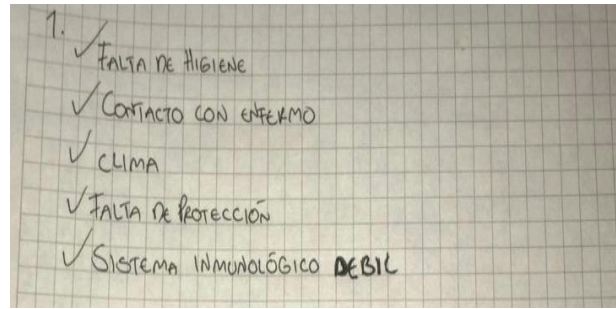 1.
✓ FALTA DE HIGIENE
✓ CONTACTO CON ENFERMO
✓ CLIMA
✓ FALTA DE PROTECCIÓN
✓ SISTEMA INMUNOLÓGICO DEBIL